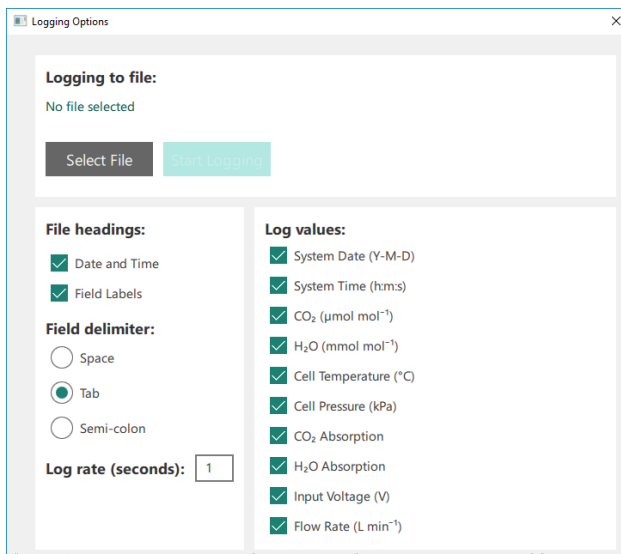 Logging Options
Logging to file:
No file selected
Select File
Start Logging
File headings:
Date and Time
Field Labels
Field delimiter:
Space
Tab
Semi-colon
Log rate (seconds): 1
Log values:
System Date (Y-M-D)
System Time (h:m:s)
CO₂ (μmol mol⁻¹)
H₂O (mmol mol⁻¹)
Cell Temperature (°C)
Cell Pressure (kPa)
CO₂ Absorption
H₂O Absorption
Input Voltage (V)
Flow Rate (L min⁻¹)